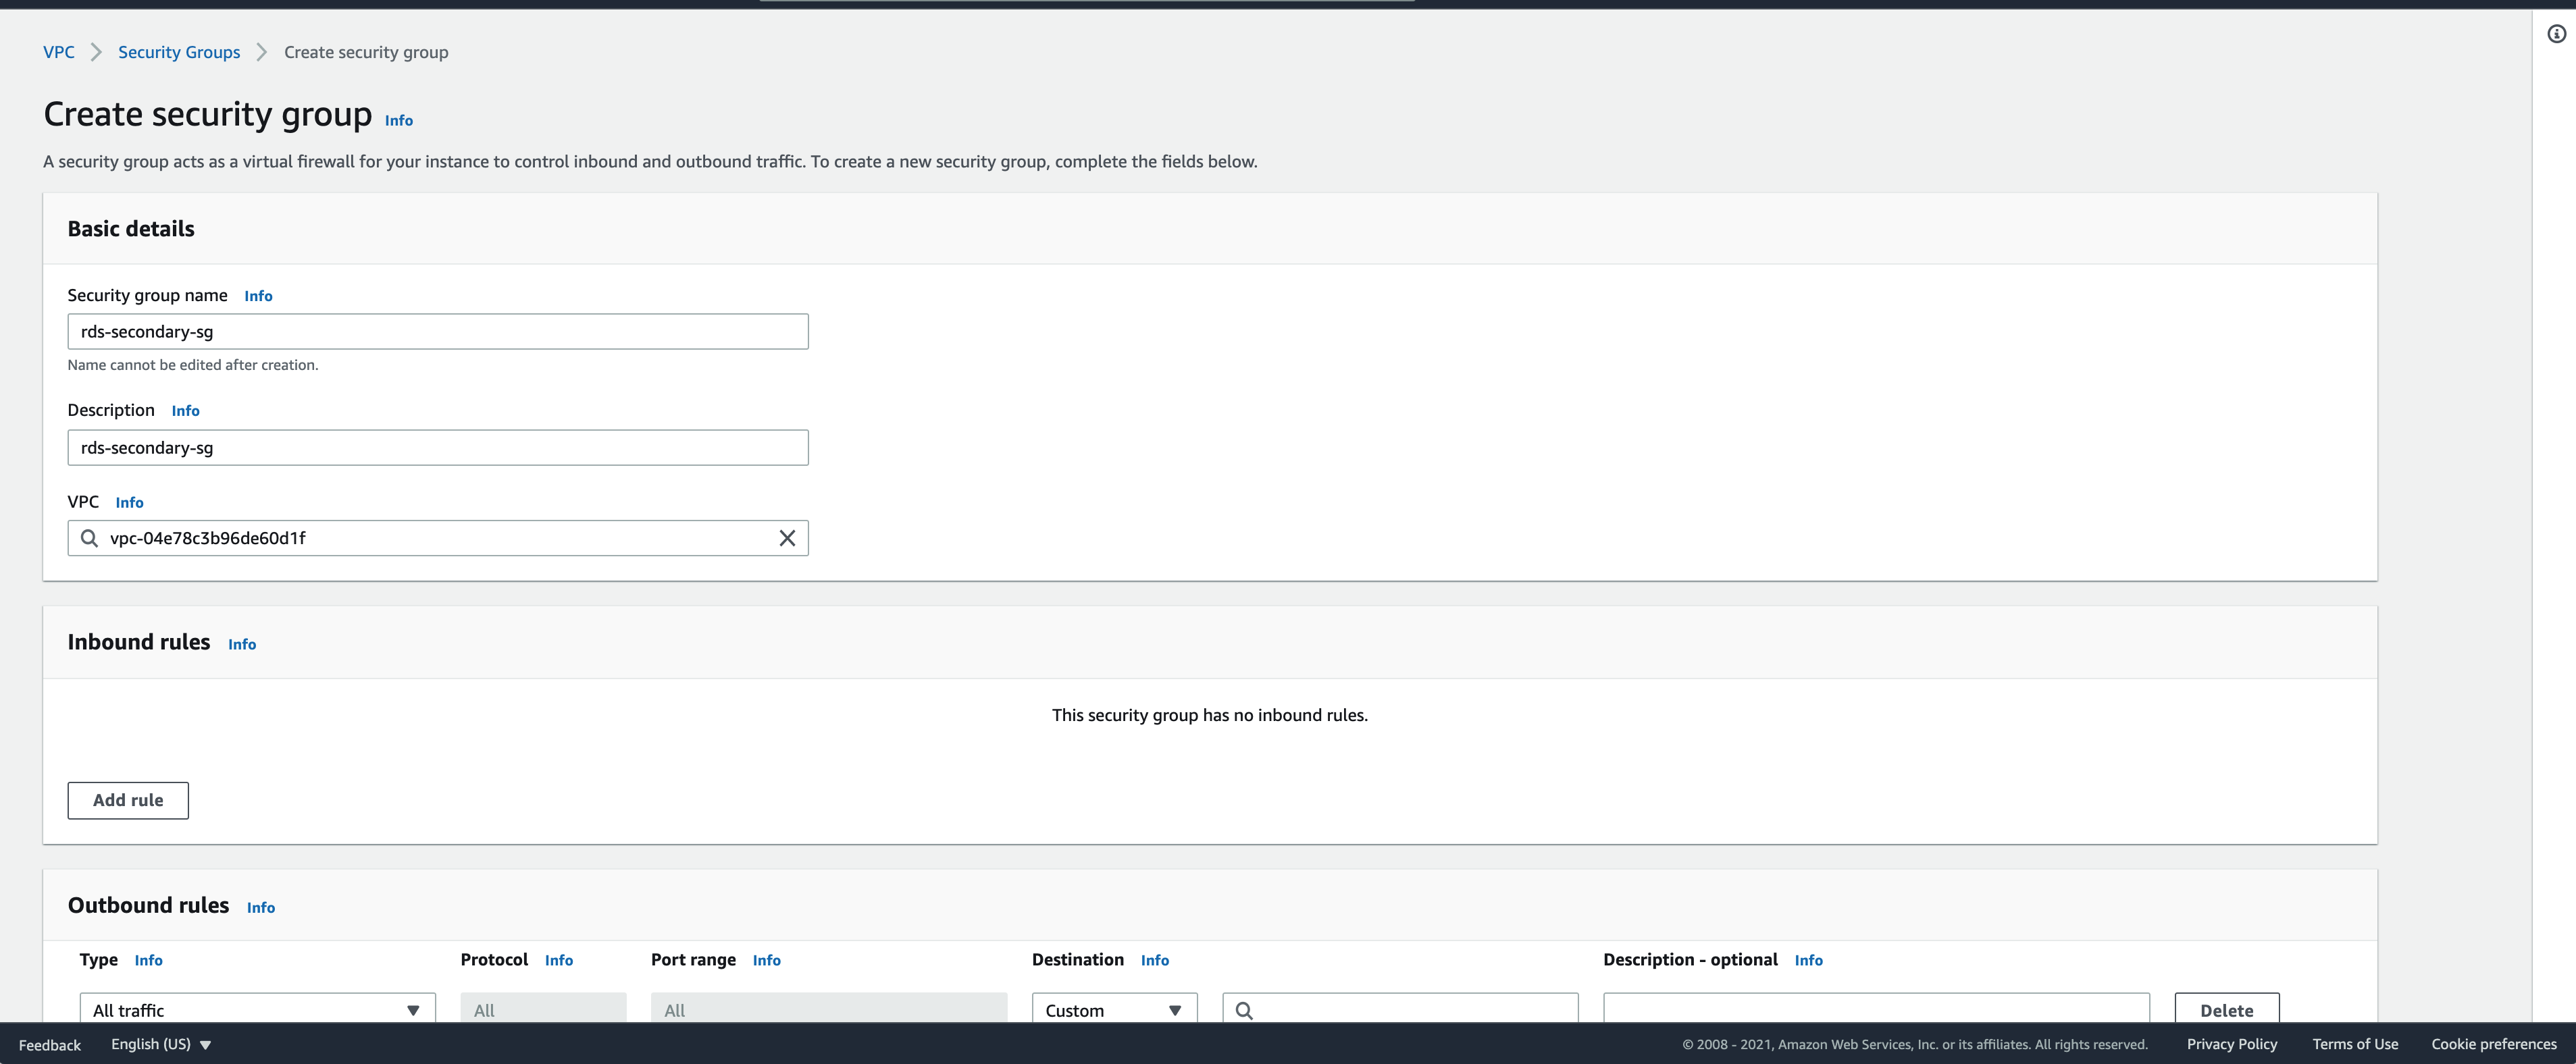 VPC > Security Groups > Create security group
Create security group Info
A security group acts as a virtual firewall for your instance to control inbound and outbound traffic. To create a new security group, complete the fields below.
Basic details
Security group name Info
rds-secondary-sg
Name cannot be edited after creation.
Description Info
rds-secondary-sg
VPC Info
vpc-04e78c3b96de60d1f
Inbound rules Info
This security group has no inbound rules.
Add rule
Outbound rules Info
Type Info Protocol Info Port range Info Destination Info Description - optional Info
All traffic All All Custom Delete
Feedback English (US) © 2008 - 2021, Amazon Web Services, Inc. or its affiliates. All rights reserved. Privacy Policy Terms of Use Cookie preferences